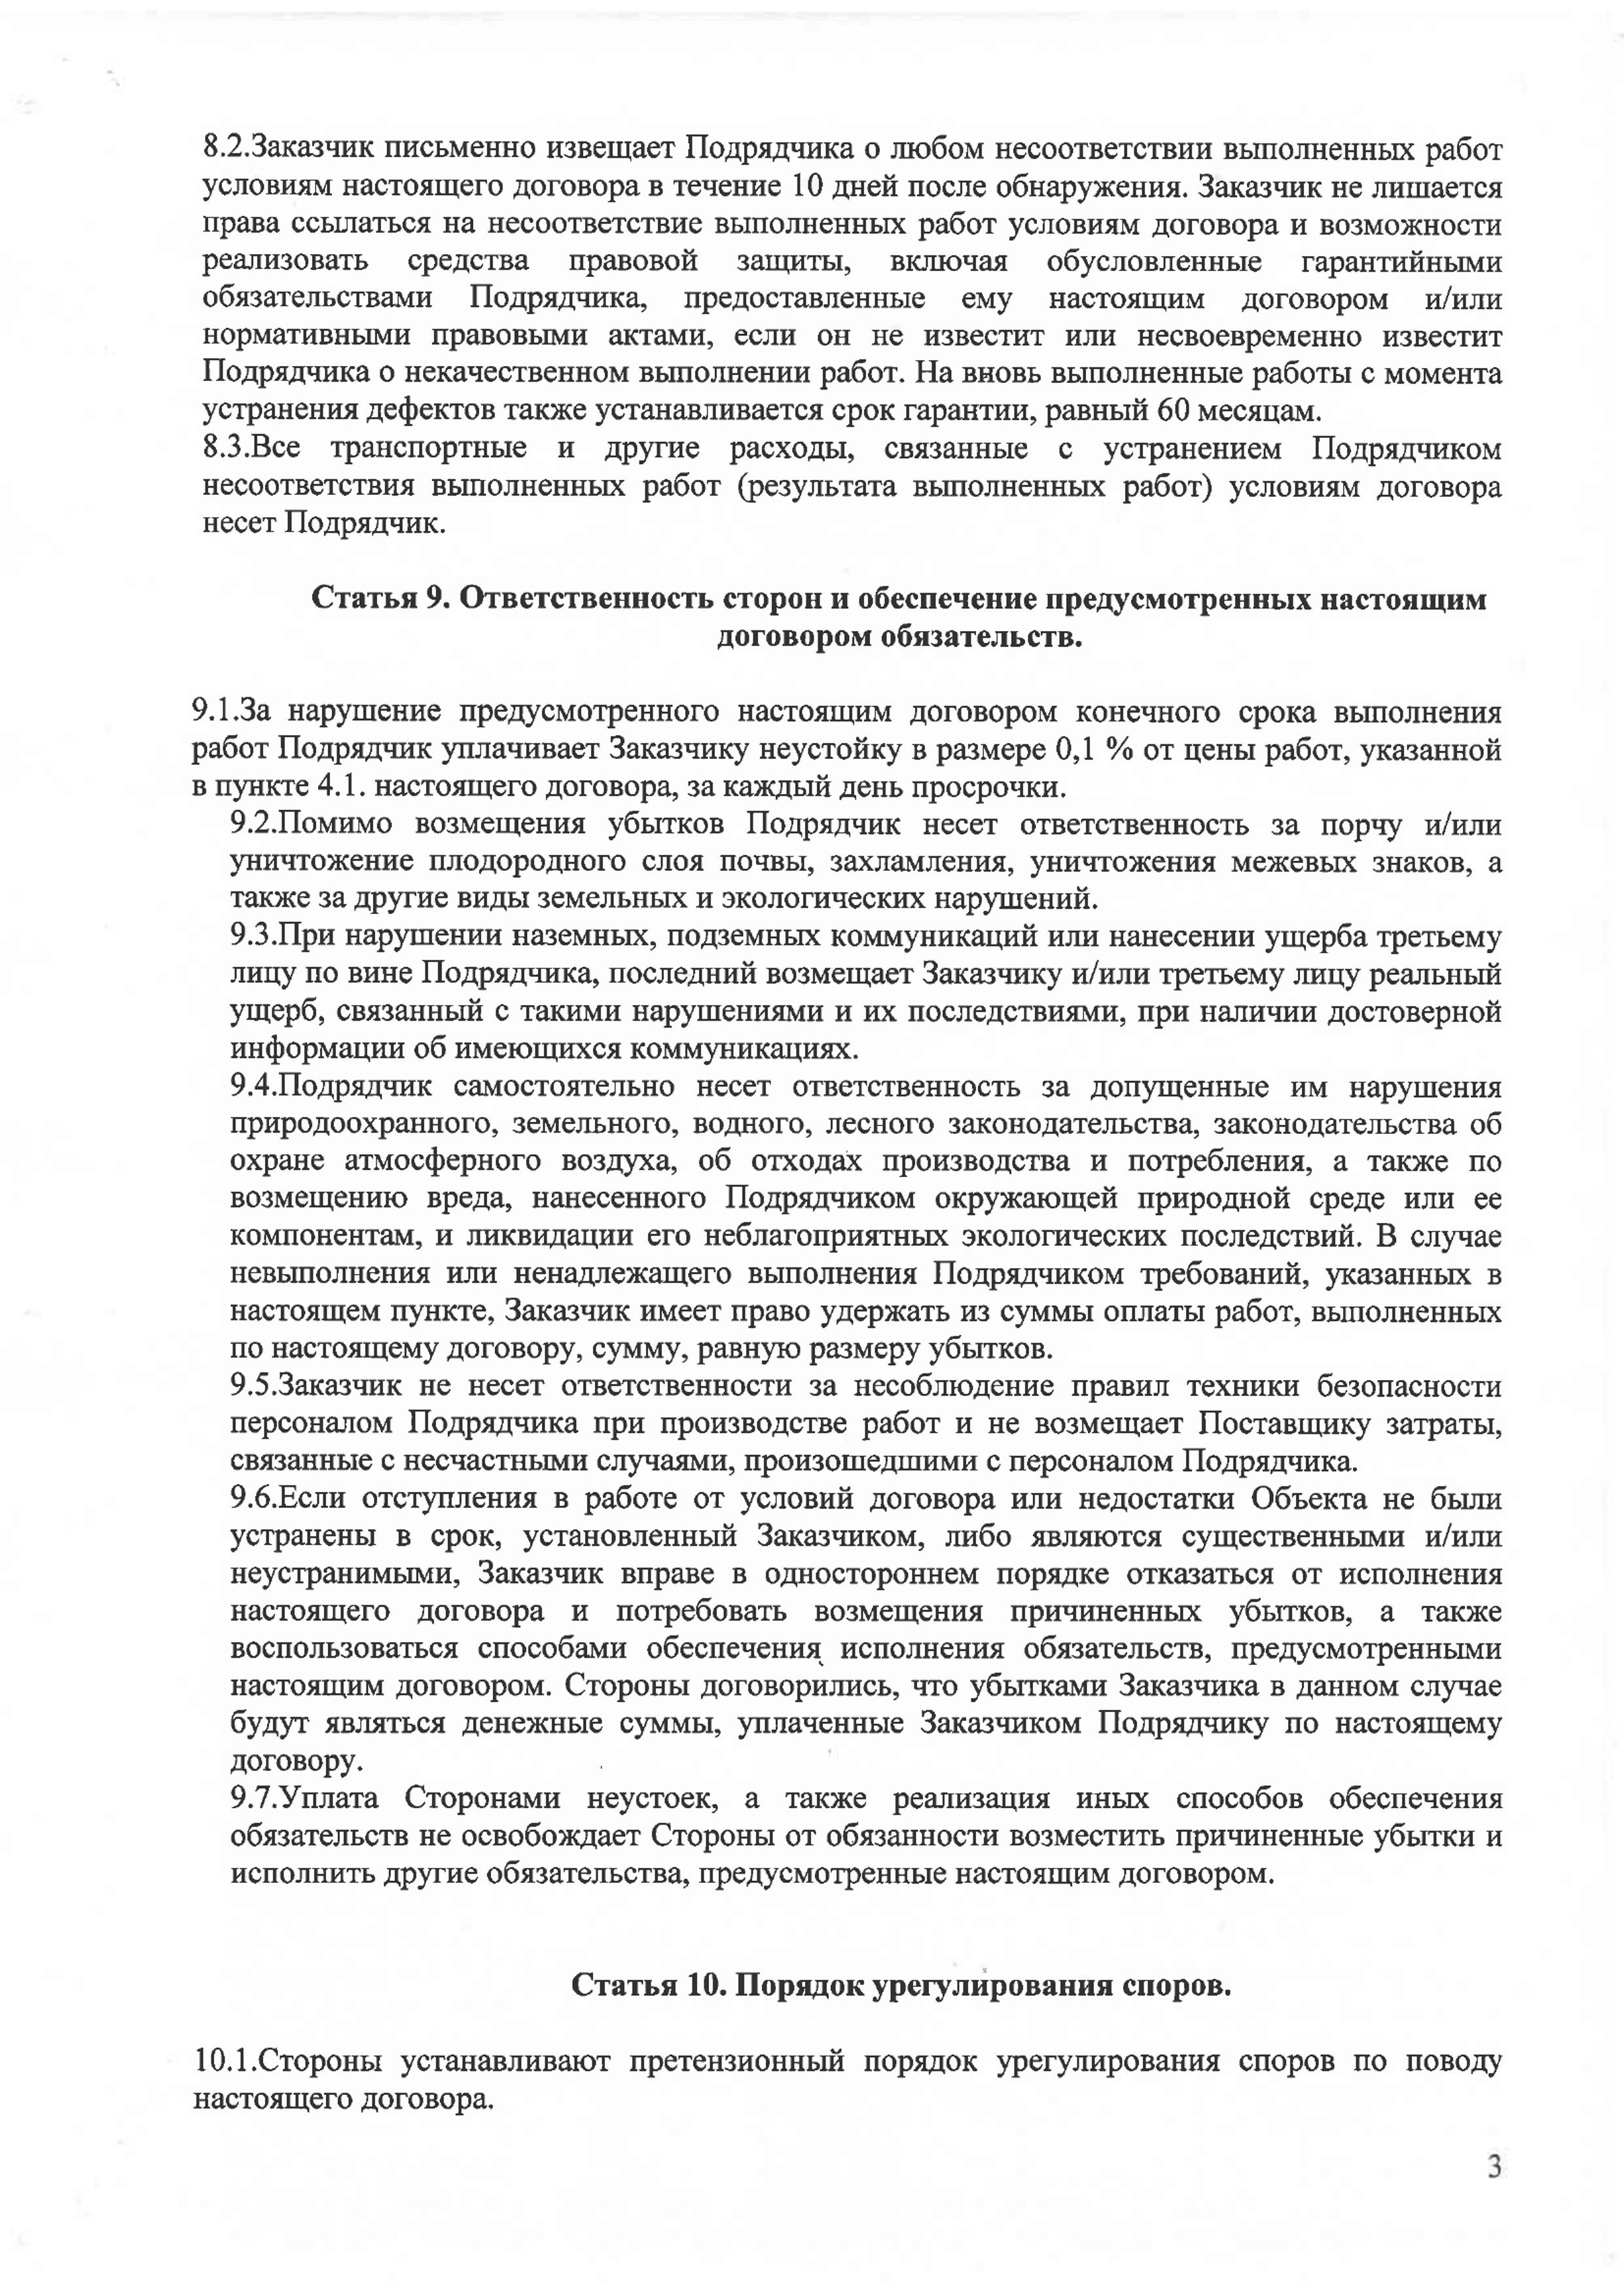 8.2.Заказчик письменно извещает Подрядчика о любом несоответствии выполненных работ
условиям настоящего договора в течение 10 дней после обнаружения. Заказчик не лишается
права ссылаться на несоответствие выполненных работ условиям договора и возможности
реализовать средства правовой защиты, включая обусловленные гарантийными
обязательствами Подрядчика, предоставленные ему настоящим договором и/или
нормативными правовыми актами, если он не известит или несвоевременно известит
Подрядчика о некачественном выполнении работ. На вновь выполненные работы с момента
устранения дефектов также устанавливается срок гарантии, равный 60 месяцам.
8.3.Все транспортные и другие расходы, связанные с устранением Подрядчиком
несоответствия выполненных работ (результата выполненных работ) условиям договора
несет Подрядчик.
Статья 9. Ответственность сторон и обеспечение предусмотренных настоящим
договором обязательств.
9.1.За нарушение предусмотренного настоящим договором конечного срока выполнения
работ Подрядчик уплачивает Заказчику неустойку в размере 0,1 % от цены работ, указанной
в пункте 4.1. настоящего договора, за каждый день просрочки.
9.2.Помимо возмещения убытков Подрядчик несет ответственность за порчу и/или
уничтожение плодородного слоя почвы, захламления, уничтожения межевых знаков, а
также за другие виды земельных и экологических нарушений.
9.3.При нарушении наземных, подземных коммуникаций или нанесении ущерба третьему
лицу по вине Подрядчика, последний возмещает Заказчику и/или третьему лицу реальный
ущерб, связанный с такими нарушениями и их последствиями, при наличии достоверной
информации об имеющихся коммуникациях.
9.4.Подрядчик самостоятельно несет ответственность за допущенные им нарушения
природоохранного, земельного, водного, лесного законодательства, законодательства об
охране атмосферного воздуха, об отходах производства и потребления, а также по
возмещению вреда, нанесенного Подрядчиком окружающей природной среде или ее
компонентам, и ликвидации его неблагоприятных экологических последствий. В случае
невыполнения или ненадлежащего выполнения Подрядчиком требований, указанных в
настоящем пункте, Заказчик имеет право удержать из суммы оплаты работ, выполненных
по настоящему договору, сумму, равную размеру убытков.
9.5.Заказчик не несет ответственности за несоблюдение правил техники безопасности
персоналом Подрядчика при производстве работ и не возмещает Поставщику затраты,
связанные с несчастными случаями, произошедшими с персоналом Подрядчика.
9.6.Если отступления в работе от условий договора или недостатки Объекта не были
устранены в срок, установленный Заказчиком, либо являются существенными и/или
неустранимыми, Заказчик вправе в одностороннем порядке отказаться от исполнения
настоящего договора и потребовать возмещения причиненных убытков, а также
воспользоваться способами обеспечения исполнения обязательств, предусмотренными
настоящим договором. Стороны договорились, что убытками Заказчика в данном случае
будут являться денежные суммы, уплаченные Заказчиком Подрядчику по настоящему
договору.
9.7.Уплата Сторонами неустоек, а также реализация иных способов обеспечения
обязательств не освобождает Стороны от обязанности возместить причиненные убытки и
исполнить другие обязательства, предусмотренные настоящим договором.
Статья 10. Порядок урегулирования споров.
10.1.Стороны устанавливают претензионный порядок урегулирования споров по поводу
настоящего договора.
3